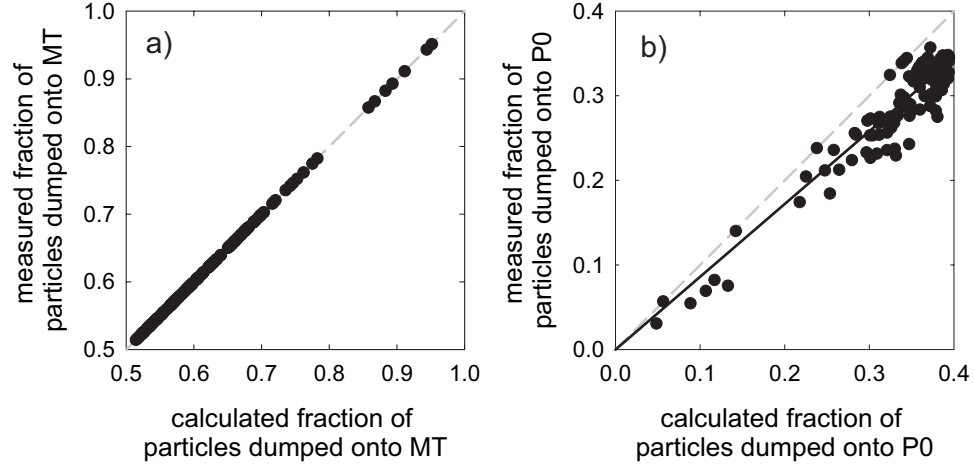 a)
measured fraction of
particles dumped onto MT
1.0
0.9
0.8
0.7
0.6
0.5
0.5 0.6 0.7 0.8 0.9 1.0
calculated fraction of
particles dumped onto MT
b)
measured fraction of
particles dumped onto P0
0.4
0.3
0.2
0.1
0.0
0.0 0.1 0.2 0.3 0.4
calculated fraction of
particles dumped onto P0